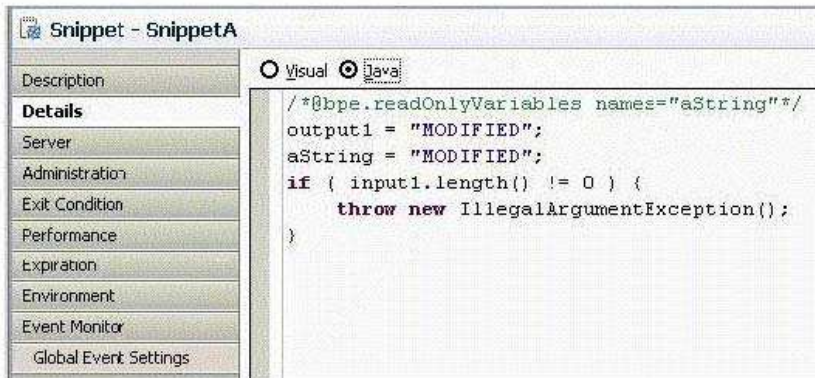 Snippet - SnippetA
Visual Java
Description
Details
Server
Administration
Exit Condition
Performance
Expiration
Environment
Event Monitor
Global Event Settings
/*@bpe.readOnlyVariables names="aString"*/
output1 = "MODIFIED";
aString = "MODIFIED";
if ( input1.length() != 0 ) {
    throw new IllegalArgumentException();
}